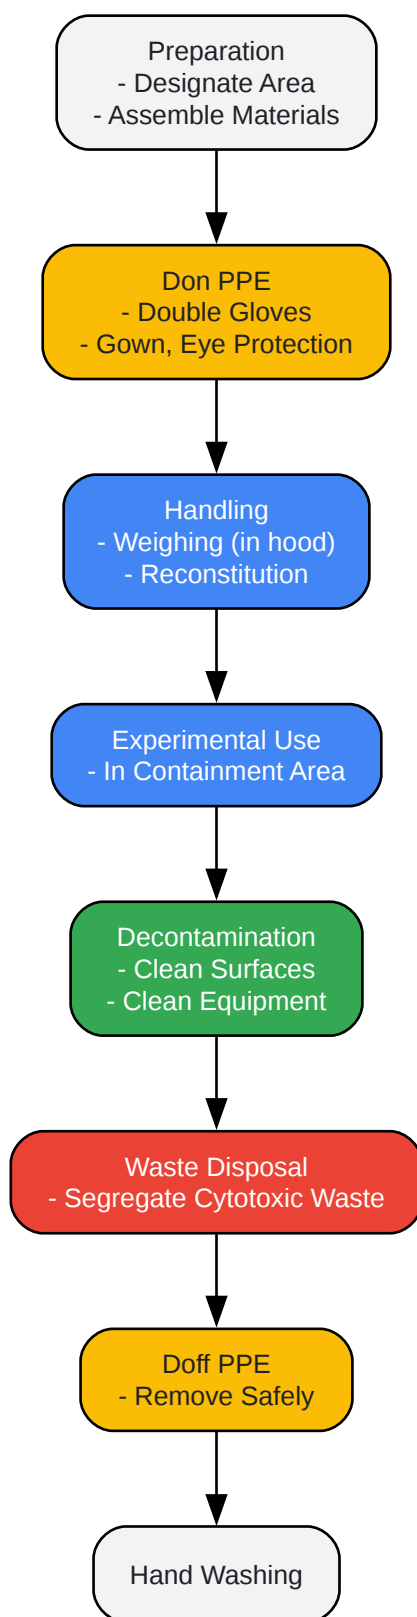 Preparation
- Designate Area
- Assemble Materials
Don PPE
- Double Gloves
- Gown, Eye Protection
Handling
- Weighing (in hood)
- Reconstitution
Experimental Use
- In Containment Area
Decontamination
- Clean Surfaces
- Clean Equipment
Waste Disposal
- Segregate Cytotoxic Waste
Doff PPE
- Remove Safely
Hand Washing